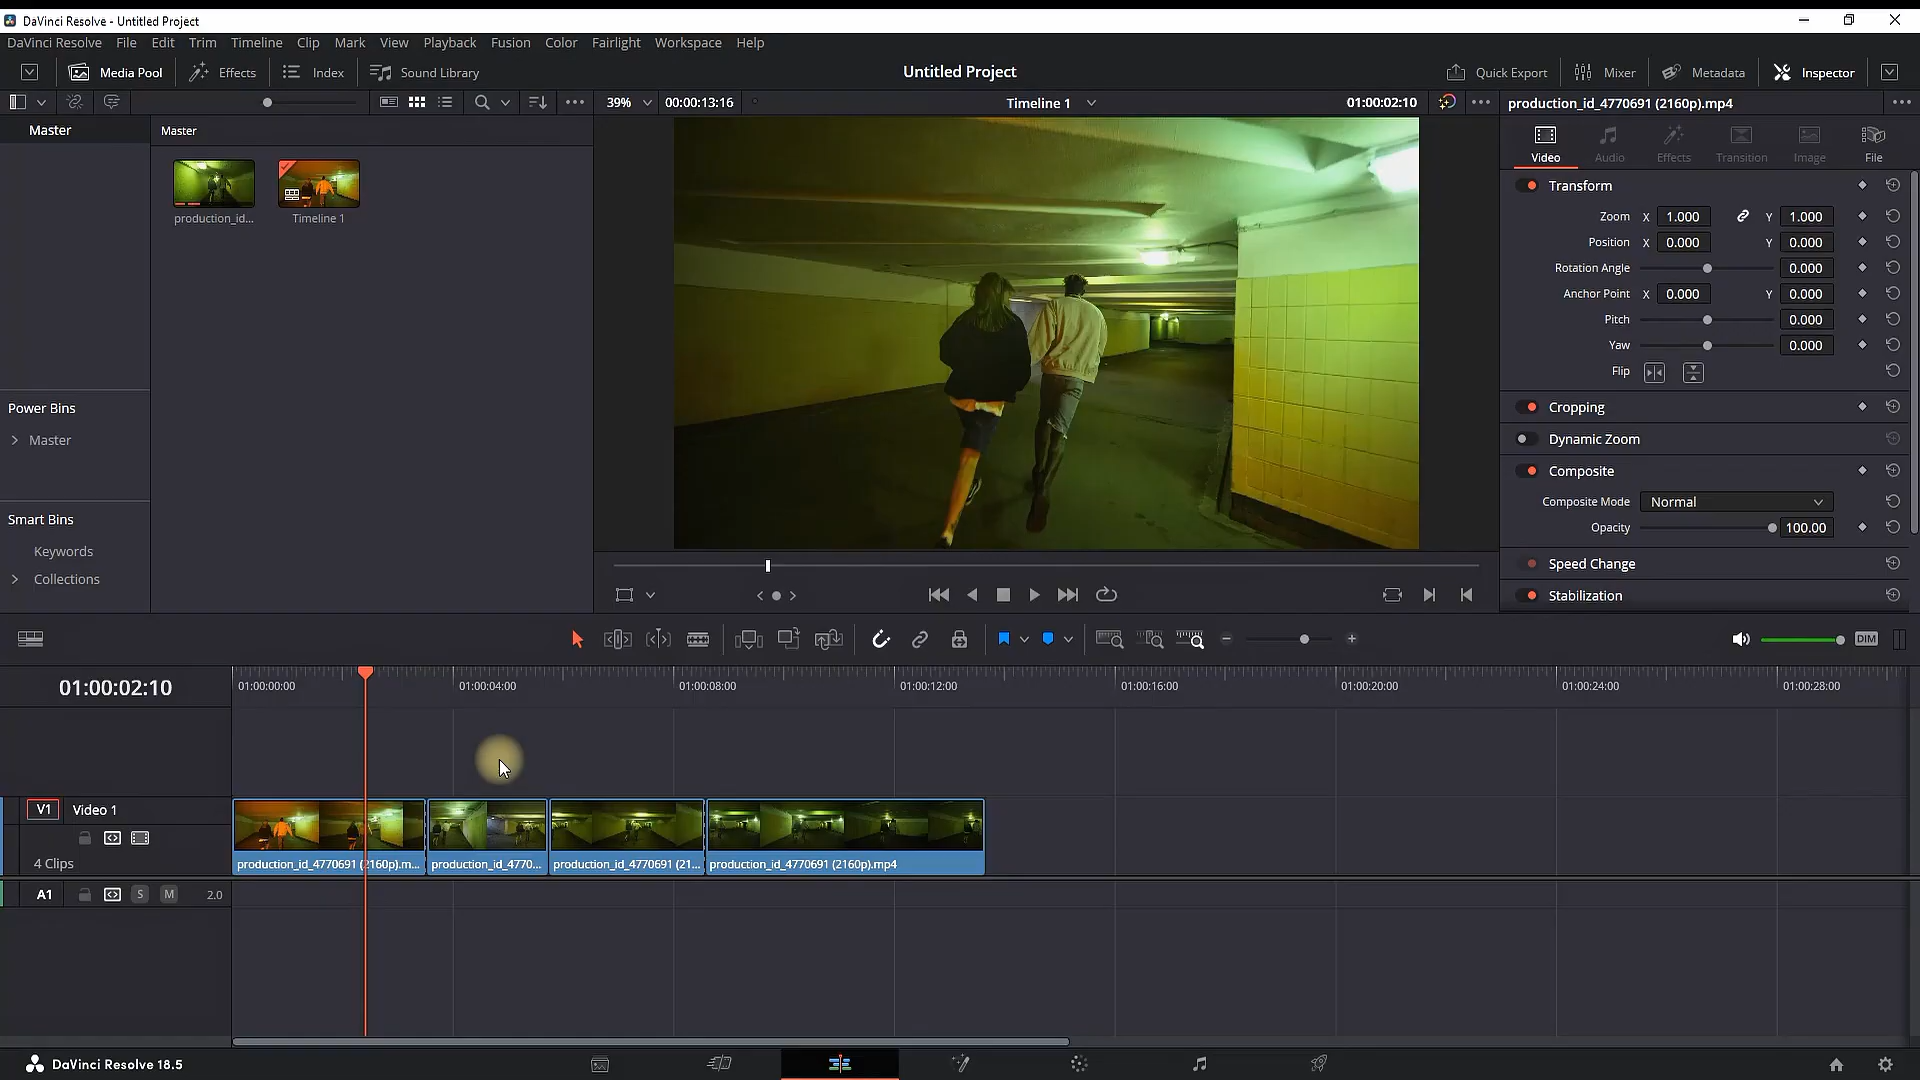 DaVinci Resolve - Untitled Project
DaVinci Resolve File Edit Trim Timeline Clip Mark View Playback Fusion Color Fairlight Workspace Help
Media Pool Effects Index Sound Library Untitled Project Quick Export Mixer Metadata Inspector
39% 00:00:13:16 Timeline 1 01:00:02:10 production_id_4770691 (2160p).mp4
Master Master
production_id... Timeline 1
Power Bins
Master
Smart Bins
Keywords
Collections
Video Audio Effects Transition Image File
Transform
Zoom X 1.000 Y 1.000
Position X 0.000 Y 0.000
Rotation Angle 0.000
Anchor Point X 0.000 Y 0.000
Pitch 0.000
Yaw 0.000
Flip
Cropping
Dynamic Zoom
Composite
Composite Mode Normal
Opacity 100.00
Speed Change
Stabilization
DIM
01:00:02:10
01:00:00:00 01:00:04:00 01:00:08:00 01:00:12:00 01:00:16:00 01:00:20:00 01:00:24:00 01:00:28:00
V1 Video 1
4 Clips
production_id_4770691 (2160p).m... production_id_4770... production_id_4770691 (21... production_id_4770691 (2160p).mp4
A1 S M 2.0
DaVinci Resolve 18.5